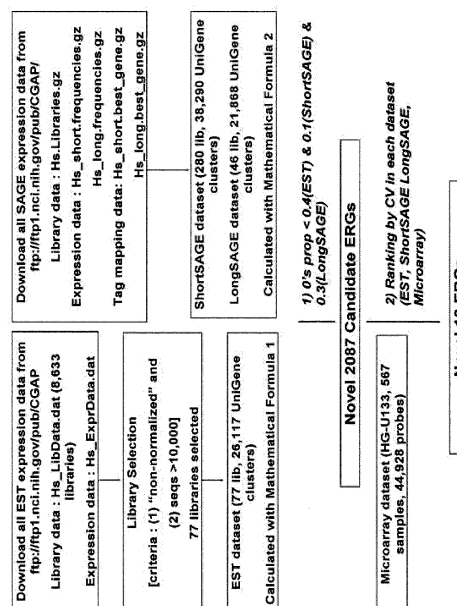 Download all EST expression data from
ftp://ftp1.nci.nih.gov/pub/CGAP
Library data : Hs_LibData.dat (8,633
libraries)
Expression data : Hs_ExprData.dat
Library Selection
[criteria : (1) "non-normalized" and
(2) seqs >10,000]
77 libraries selected
EST dataset (77 lib, 26,117 UniGene
clusters)
Calculated with Mathematical Formula 1
Download all SAGE expression data from
ftp://ftp1.nci.nih.gov/pub/CGAP/
Library data : Hs.Libraries.gz
Expression data : Hs_short.frequencies.gz
Hs_long.frequencies.gz
Tag mapping data: Hs_short.best_gene.gz
Hs_long.best_gene.gz
ShortSAGE dataset (280 lib, 38,290 UniGene
clusters)
LongSAGE dataset (46 lib, 21,868 UniGene
clusters)
Calculated with Mathematical Formula 2
1) 0's prop < 0.4(EST) & 0.1(ShortSAGE) &
0.3(LongSAGE)
Novel 2087 Candidate ERGs
Microarray dataset (HG-U133, 567
samples, 44,928 probes)
2) Ranking by CV in each dataset
(EST, ShortSAGE LongSAGE,
Microarray)